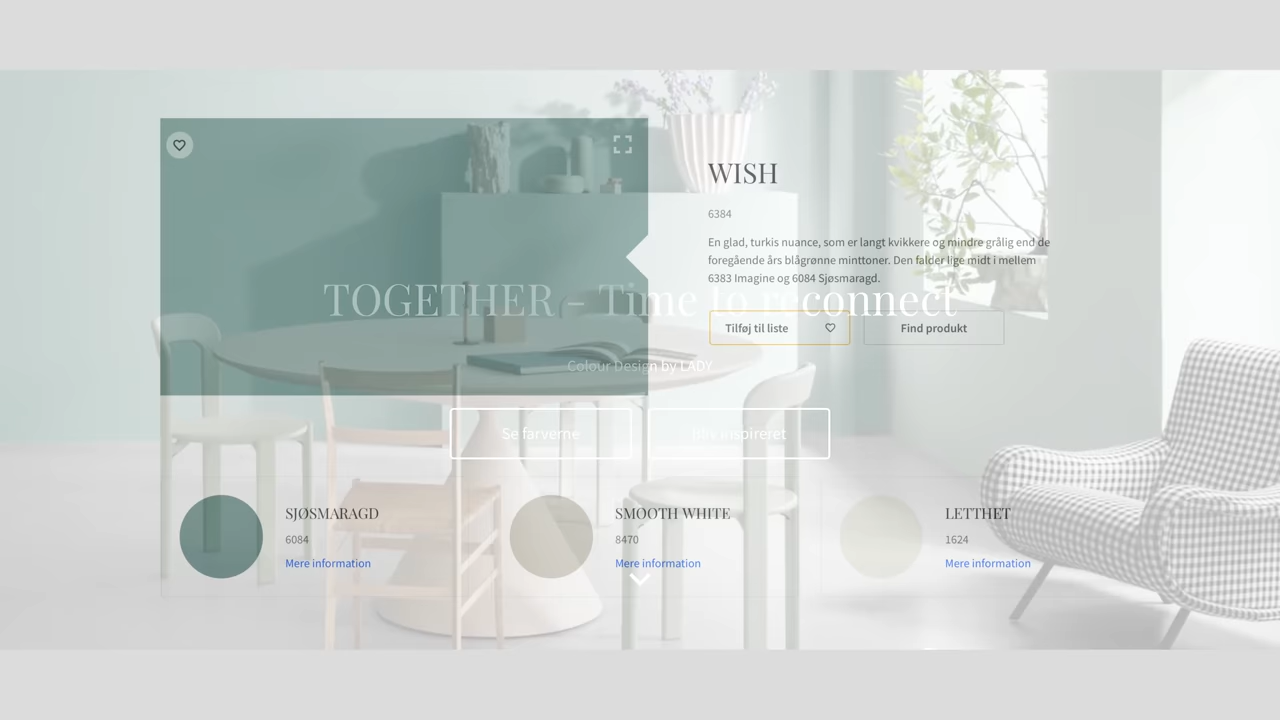 WISH
6384
En glad, turkis nuance, som er langt kvikkere og mindre grålig end de
foregående års blågrønne minttoner. Den falder lige midt i mellem
6383 Imagine og 6084 Sjøsmaragd.
TOGETHER - Time to reconnect
Tilføj til liste
Find produkt
Colour Design by LADY
Se farverne
Bliv inspireret
SJØSMARAGD
6084
Mere information
SMOOTH WHITE
8470
Mere information
LETTHET
1624
Mere information